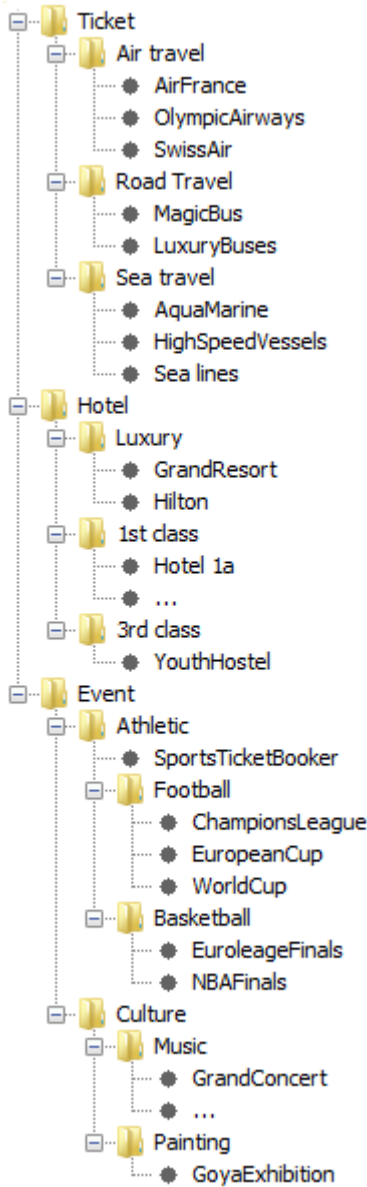 Ticket
Air travel
AirFrance
OlympicAirways
SwissAir
Road Travel
MagicBus
LuxuryBuses
Sea travel
AquaMarine
HighSpeedVessels
Sea lines
Hotel
Luxury
GrandResort
Hilton
1st class
Hotel 1a
...
3rd class
YouthHostel
Event
Athletic
SportsTicketBooker
Football
ChampionsLeague
EuropeanCup
WorldCup
Basketball
EuroleageFinals
NBAFinals
Culture
Music
GrandConcert
...
Painting
GoyaExhibition